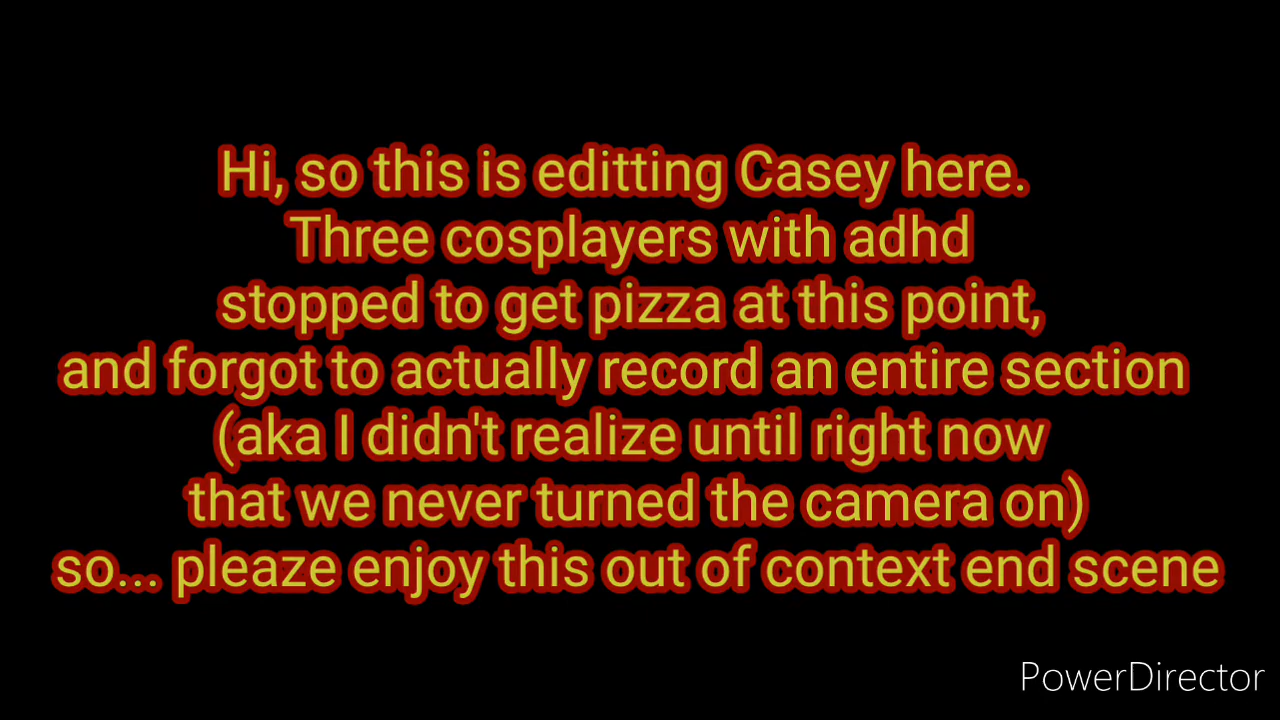 Hi, so this is editting Casey here.
Three cosplayers with adhd
stopped to get pizza at this point,
and forgot to actually record an entire section
(aka I didn't realize until right now
that we never turned the camera on)
so... pleaze enjoy this out of context end scene
PowerDirector